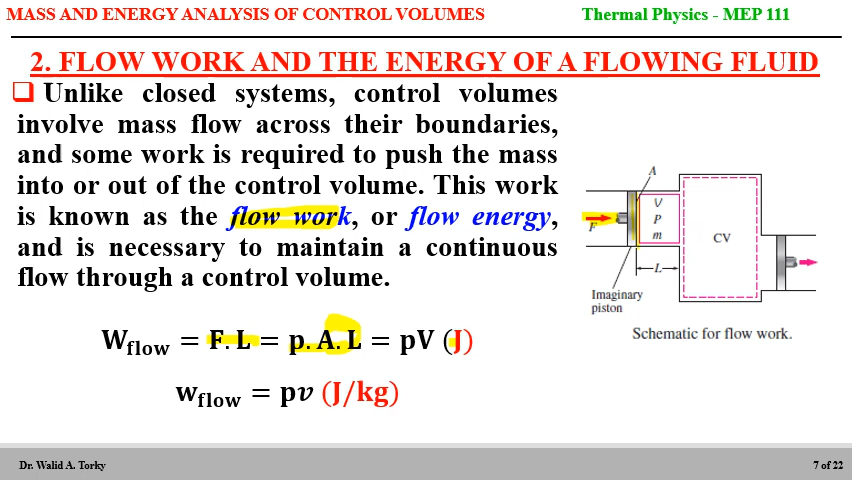 MASS AND ENERGY ANALYSIS OF CONTROL VOLUMES Thermal Physics - MEP 111
2. FLOW WORK AND THE ENERGY OF A FLOWING FLUID
❑ Unlike closed systems, control volumes
involve mass flow across their boundaries,
and some work is required to push the mass
into or out of the control volume. This work
is known as the flow work, or flow energy,
and is necessary to maintain a continuous
flow through a control volume.
W_flow = F. L = p. A. L = pV (J)
w_flow = pv (J/kg)
A
V
P
m
F
CV
L
Imaginary
piston
Schematic for flow work.
Dr. Walid A. Torky 7 of 22